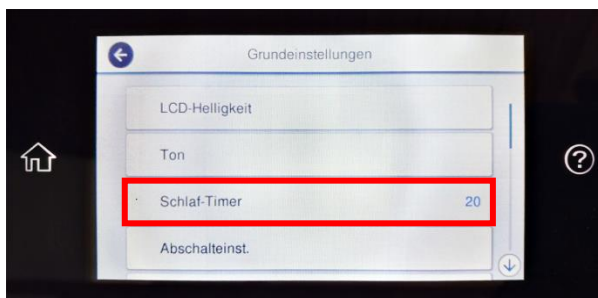 Grundeinstellungen
LCD-Helligkeit
Ton
Schlaf-Timer 20
Abschalteinst.